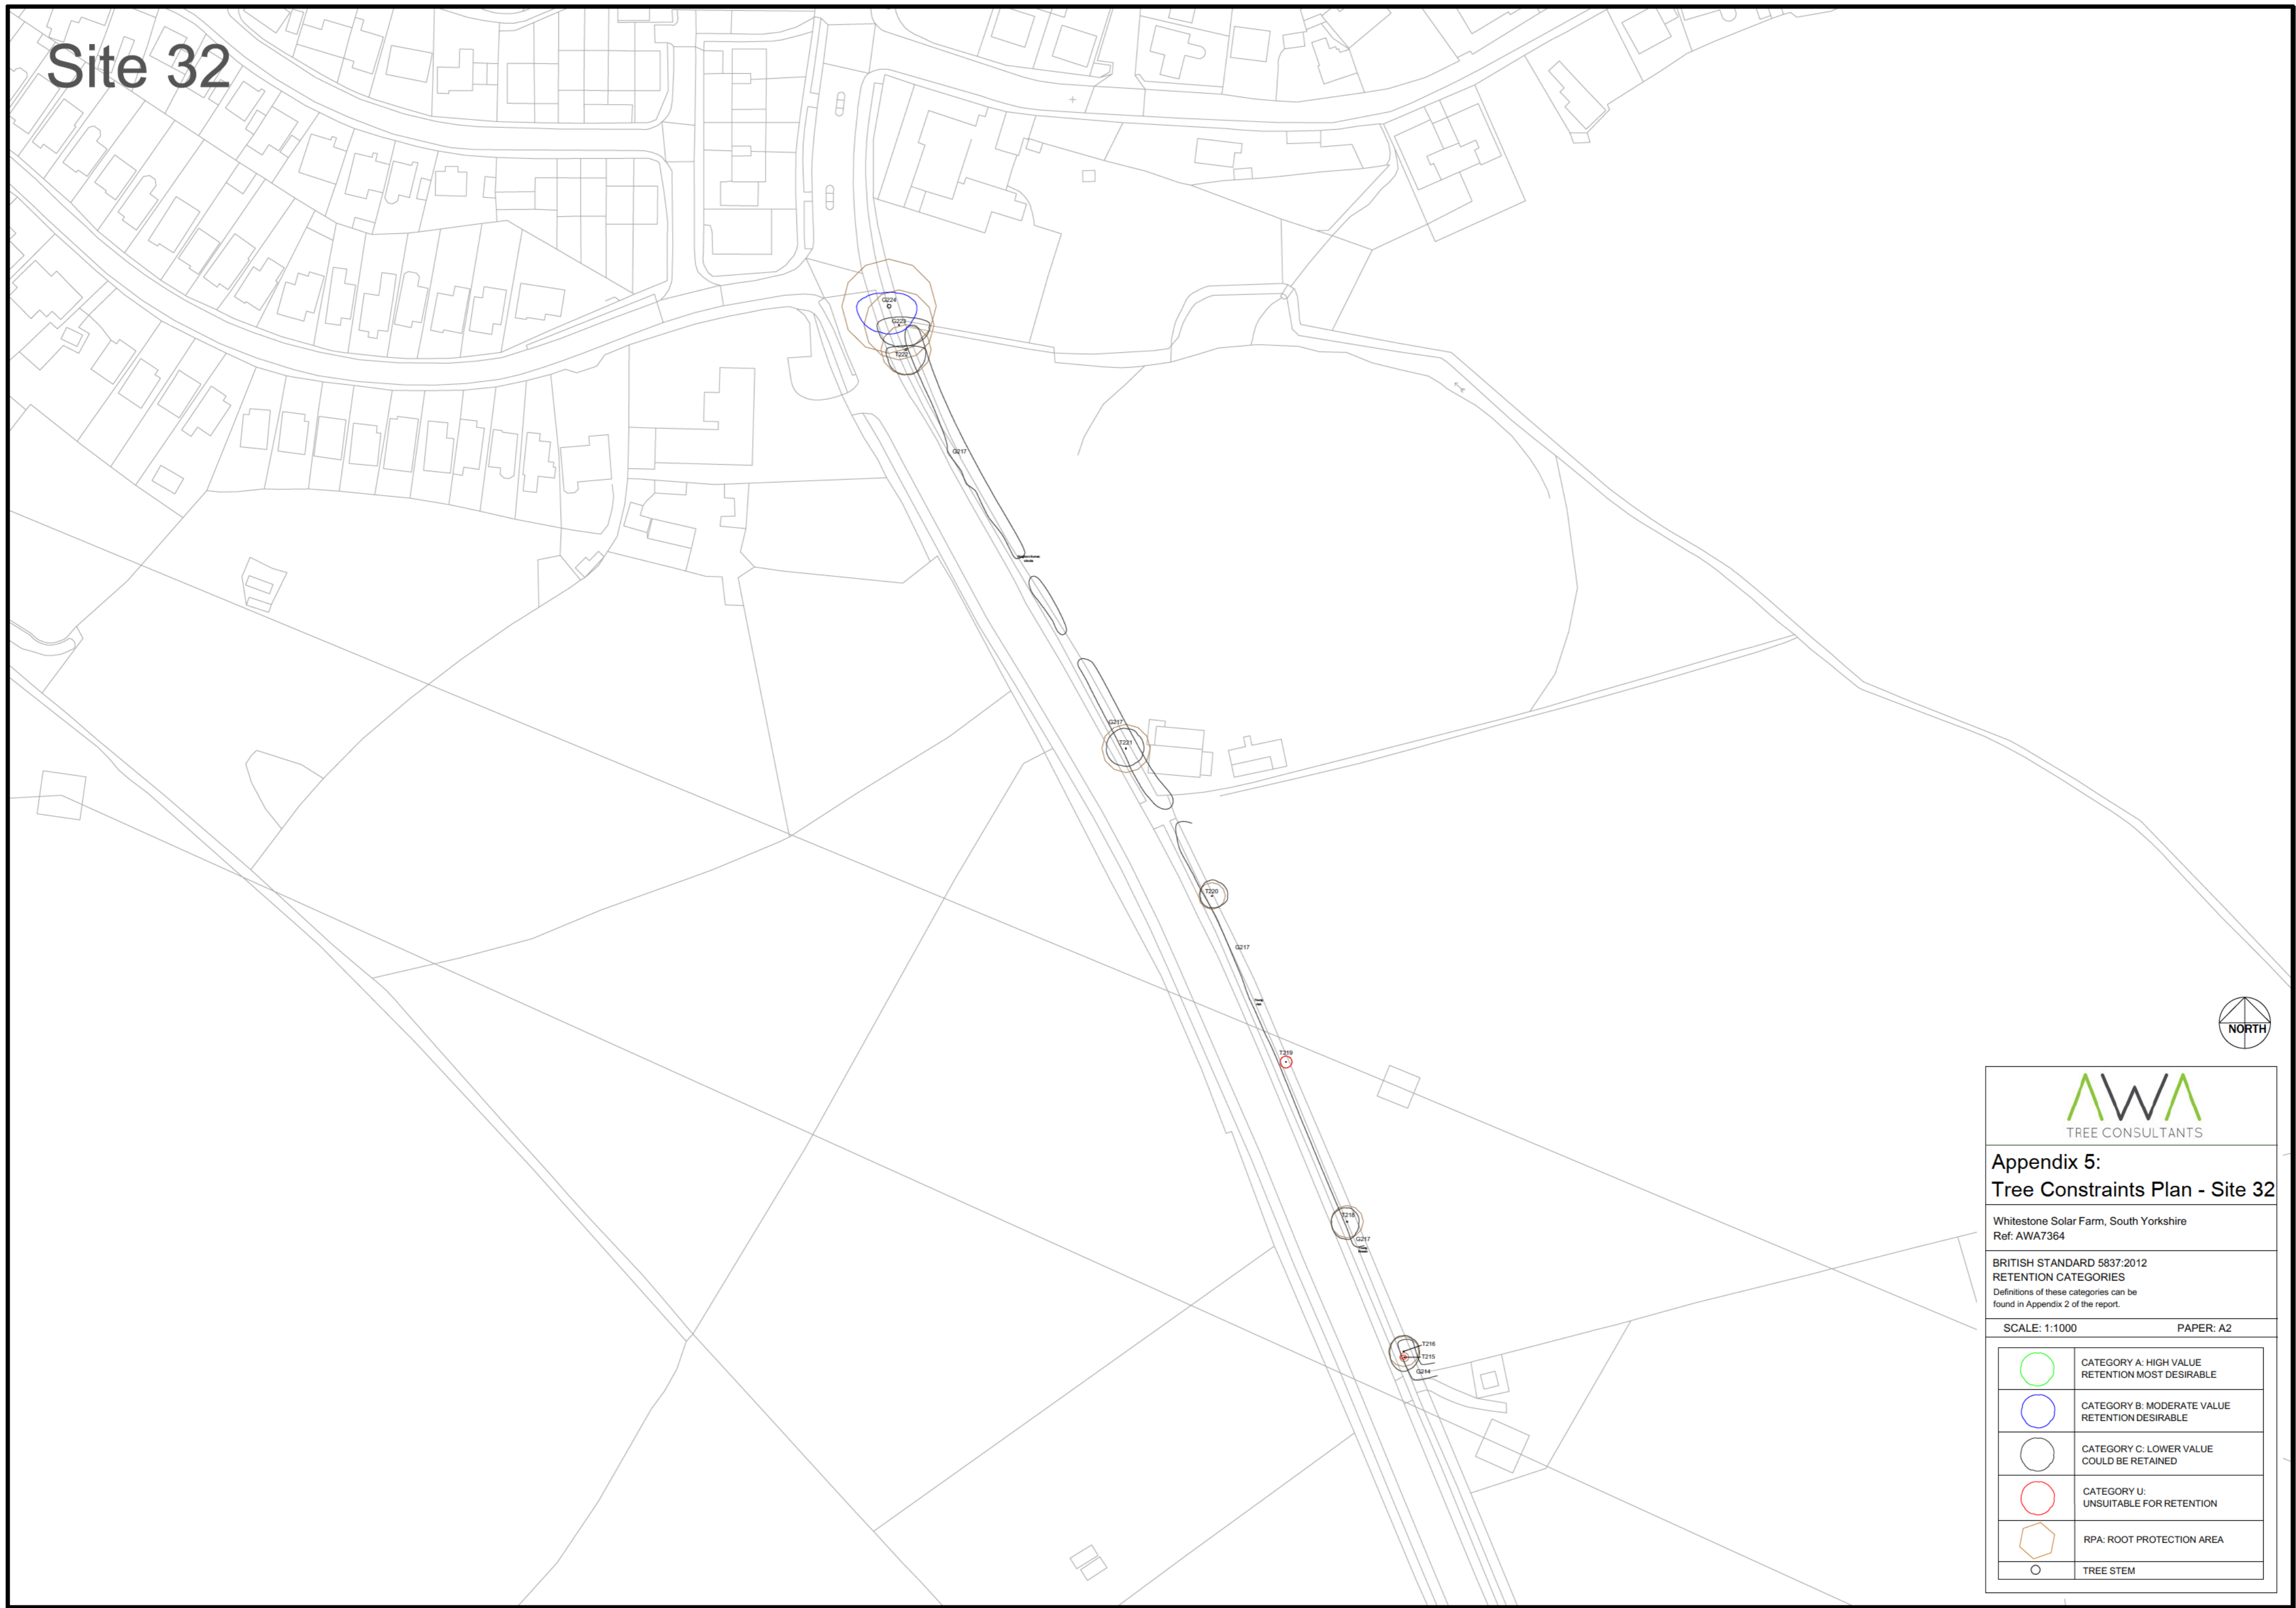 Site 32
G224
G223
T222
G217
G217
T221
T220
G217
T219
T218
G217
T216
T215
G214
NORTH
AWA
TREE CONSULTANTS
Appendix 5:
Tree Constraints Plan - Site 32
Whitestone Solar Farm, South Yorkshire
Ref: AWA7364
BRITISH STANDARD 5837:2012
RETENTION CATEGORIES
Definitions of these categories can be
found in Appendix 2 of the report.
SCALE: 1:1000 PAPER: A2
CATEGORY A: HIGH VALUE
RETENTION MOST DESIRABLE
CATEGORY B: MODERATE VALUE
RETENTION DESIRABLE
CATEGORY C: LOWER VALUE
COULD BE RETAINED
CATEGORY U:
UNSUITABLE FOR RETENTION
RPA: ROOT PROTECTION AREA
TREE STEM